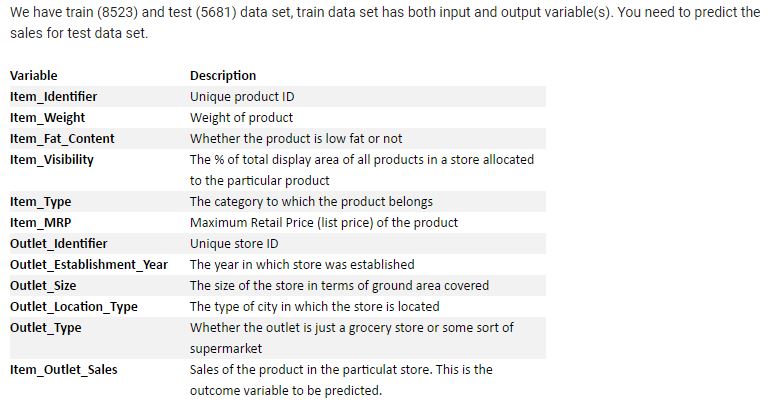 We have train (8523) and test (5681) data set, train data set has both input and output variable(s). You need to predict the
sales for test data set.
Variable Description
Item_Identifier Unique product ID
Item_Weight Weight of product
Item_Fat_Content Whether the product is low fat or not
Item_Visibility The % of total display area of all products in a store allocated
to the particular product
Item_Type The category to which the product belongs
Item_MRP Maximum Retail Price (list price) of the product
Outlet_Identifier Unique store ID
Outlet_Establishment_Year The year in which store was established
Outlet_Size The size of the store in terms of ground area covered
Outlet_Location_Type The type of city in which the store is located
Outlet_Type Whether the outlet is just a grocery store or some sort of
supermarket
Item_Outlet_Sales Sales of the product in the particulat store. This is the
outcome variable to be predicted.